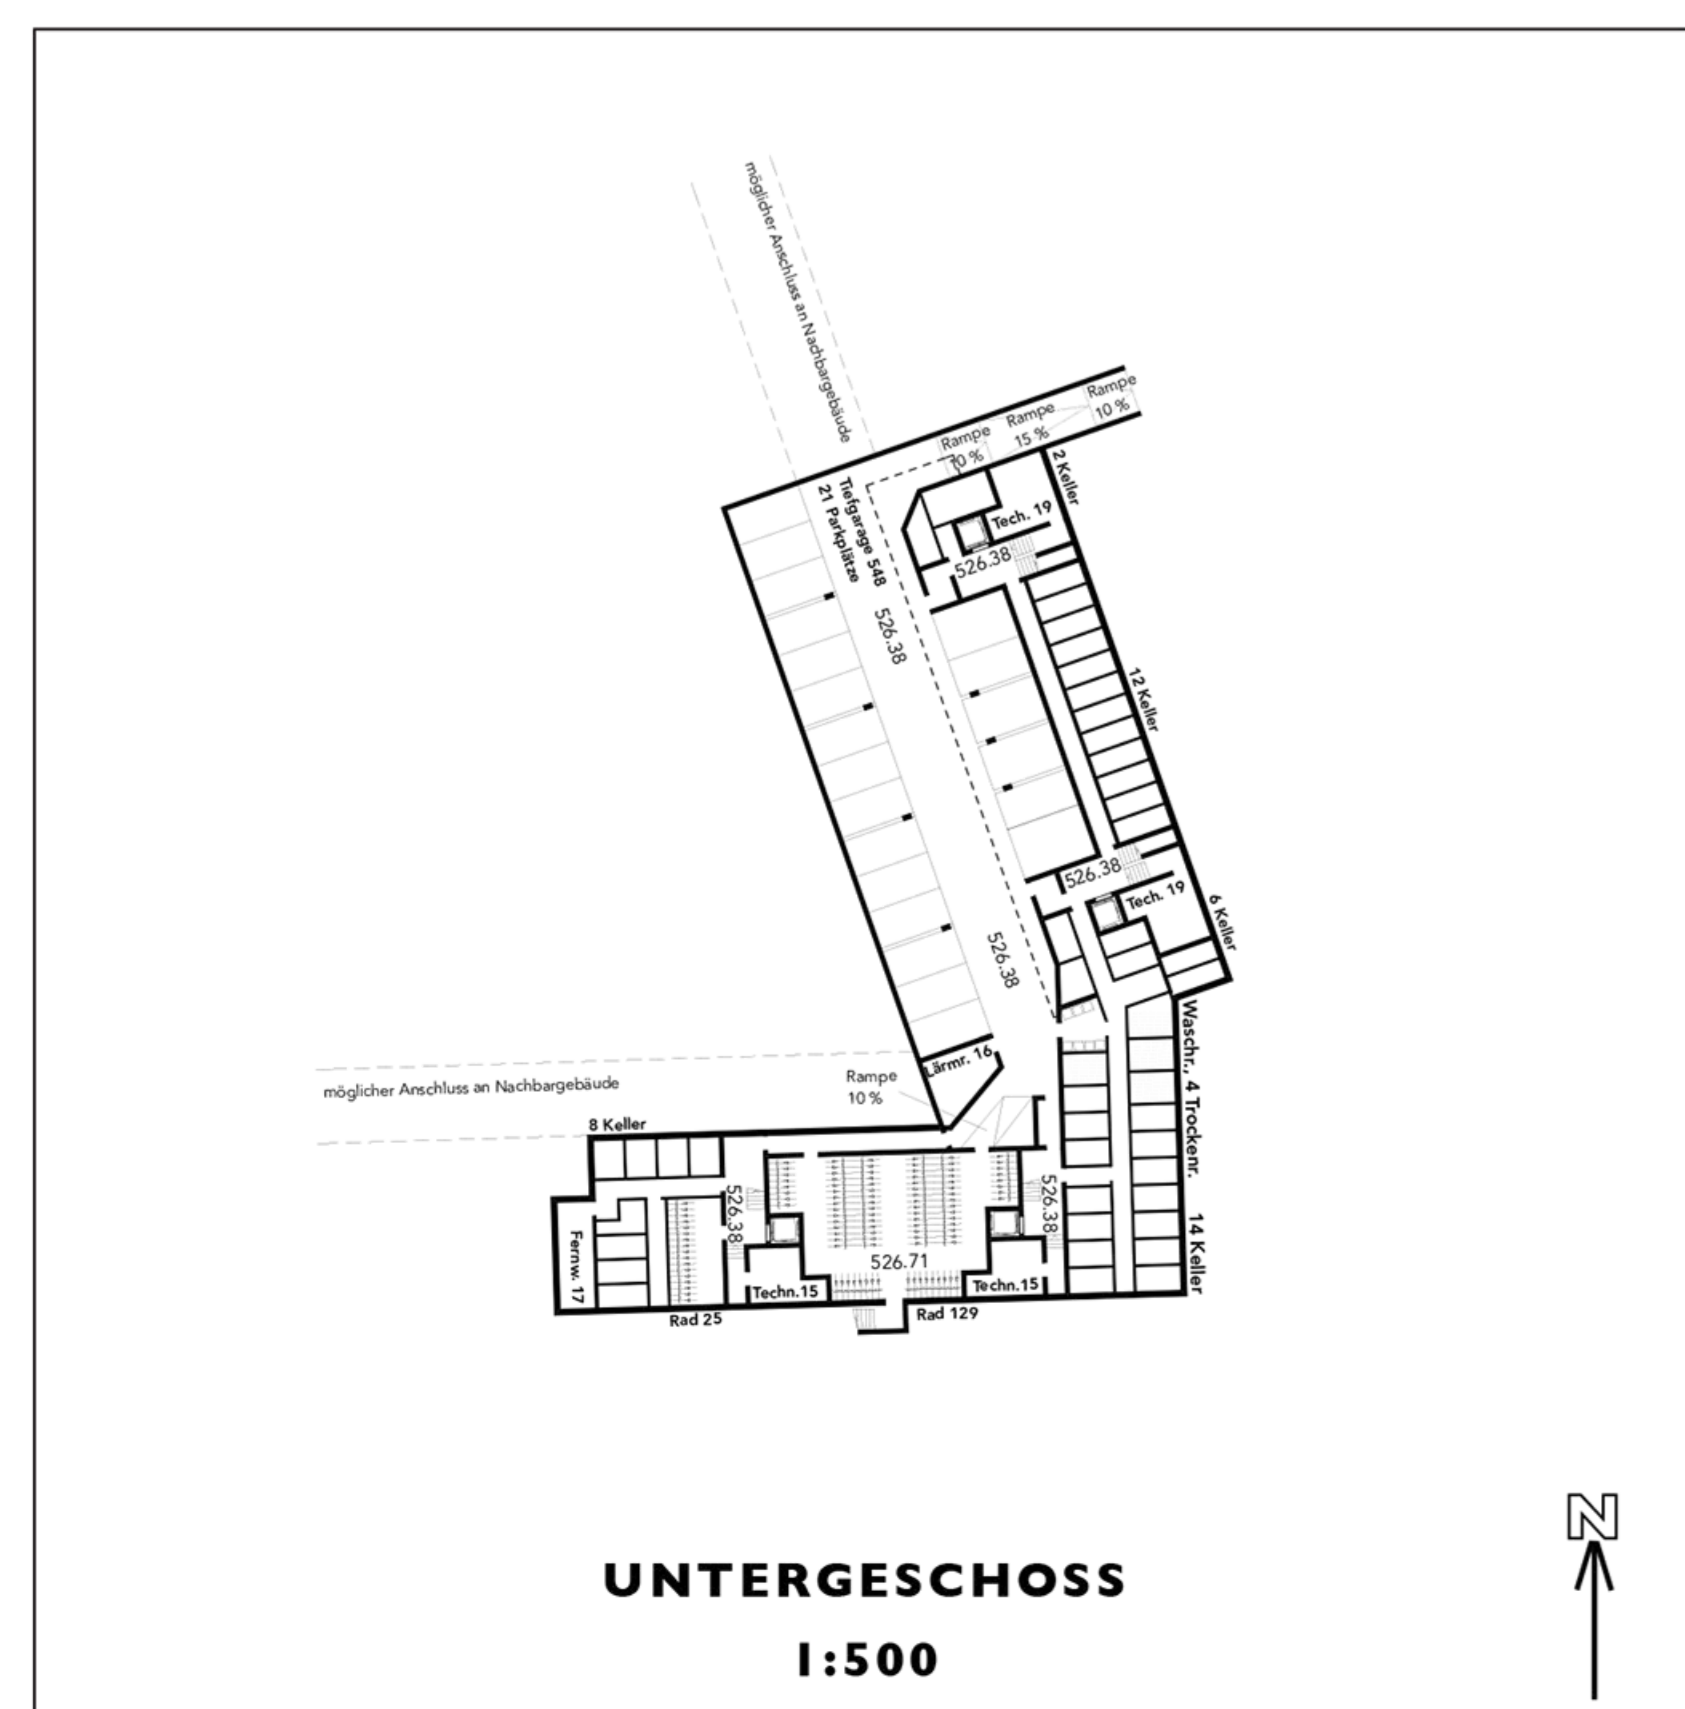 möglicher Anschluss an Nachbargebäude
Rampe
10 %
Rampe
15 %
Rampe
10 %
2 Keller
Tiefgarage 548
21 Parkplätze
Tech. 19
526.38
526.38
12 Keller
526.38
Tech. 19
6 Keller
526.38
Waschr., 4 Trockenr.
14 Keller
Lärmr. 16
möglicher Anschluss an Nachbargebäude
Rampe
10 %
8 Keller
526.38
526.38
Fernw. 17
526.71
Techn.15
Techn.15
Rad 25
Rad 129
N
UNTERGESCHOSS
1:500